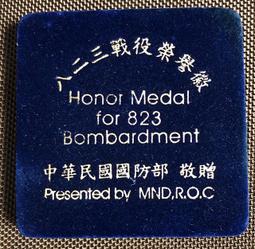 八二三戰役榮譽徽
Honor Medal
for 823
Bombardment
中華民國國防部 敬贈
Presented by MND,R.O.C